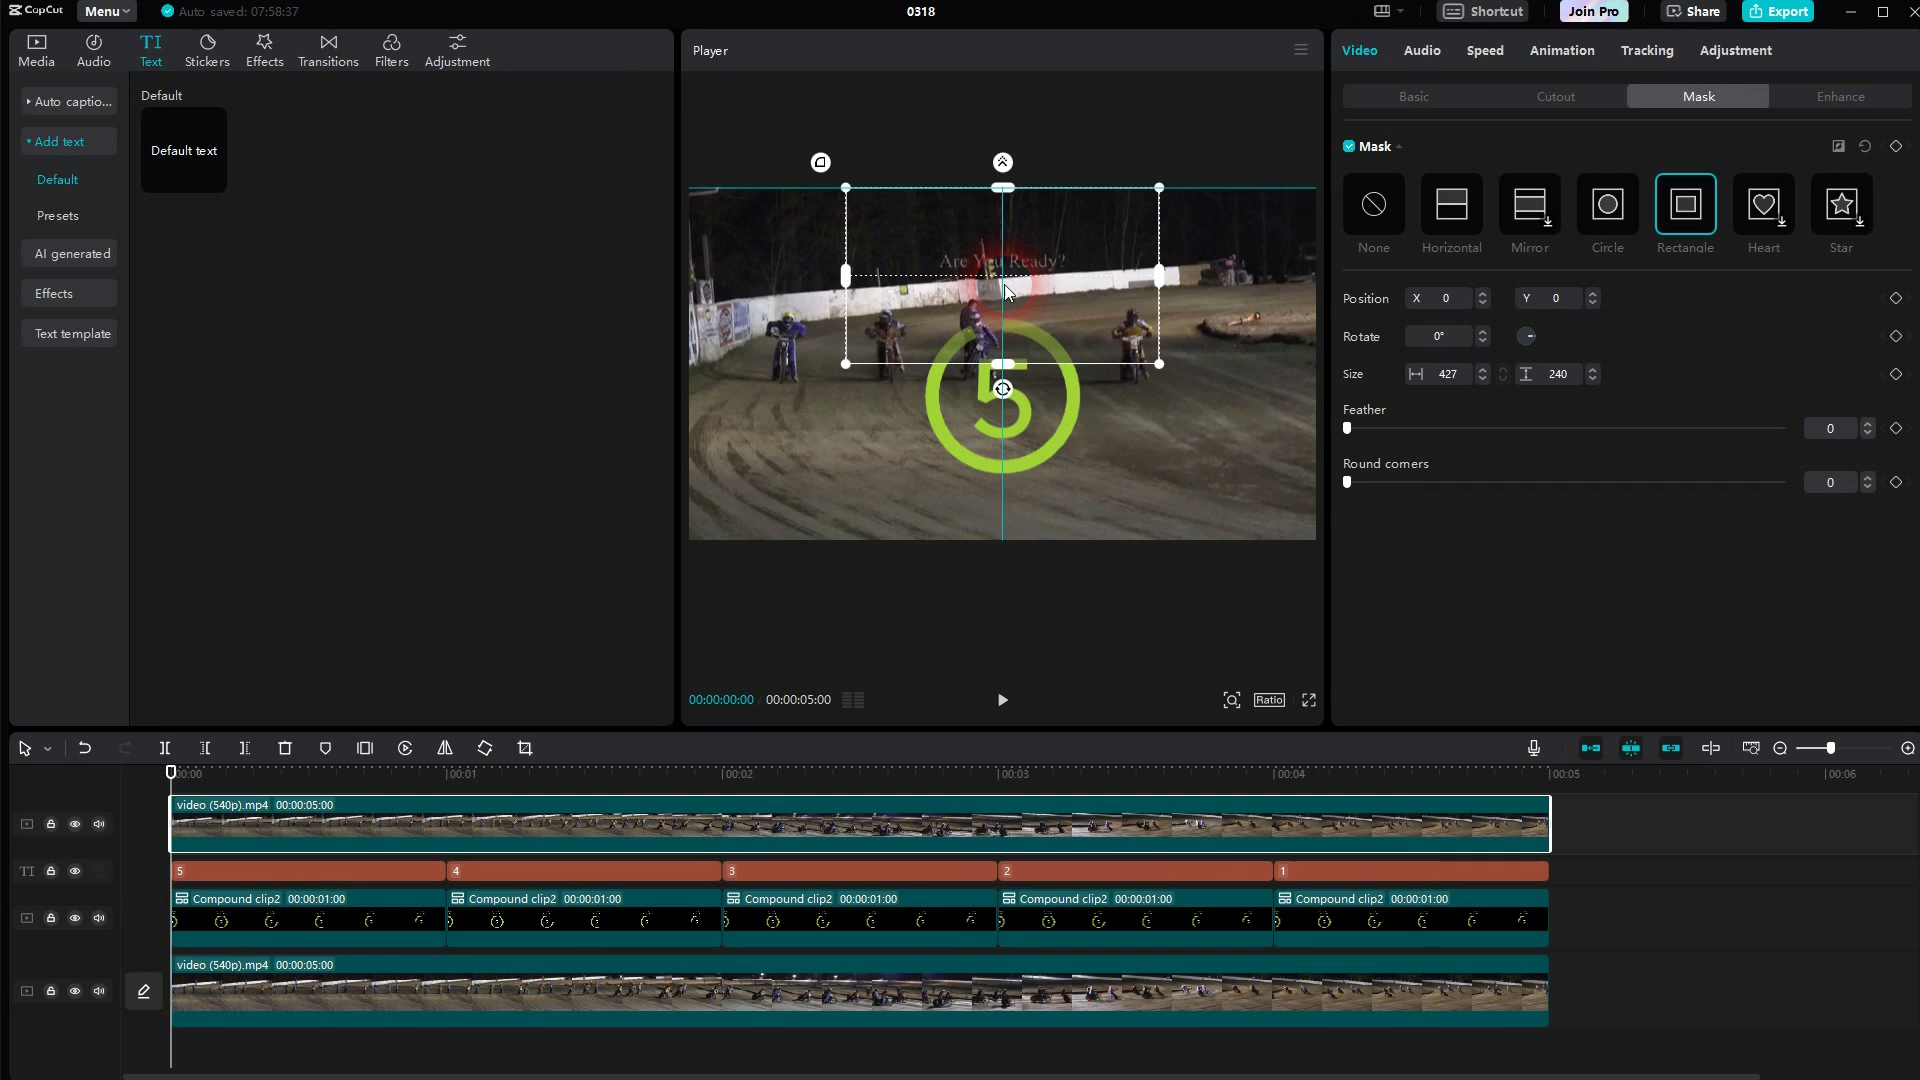 CapCut
Menu
Auto saved: 07:58:37
0318
Shortcut
Join Pro
Share
Export
Media
Audio
Text
Stickers
Effects
Transitions
Filters
Adjustment
Auto captio...
Add text
Default
Presets
AI generated
Effects
Text template
Default
Default text
Player
Are You Ready?
5
00:00:00:00
00:00:05:00
Ratio
Video
Audio
Speed
Animation
Tracking
Adjustment
Basic
Cutout
Mask
Enhance
Mask
None
Horizontal
Mirror
Circle
Rectangle
Heart
Star
Position X 0 Y 0
Rotate 0°
Size 427 240
Feather
0
Round corners
0
00:00
00:01
00:02
00:03
00:04
00:05
00:06
video (540p).mp4 00:00:05:00
TI
5
4
3
2
1
Compound clip2 00:00:01:00
Compound clip2 00:00:01:00
Compound clip2 00:00:01:00
Compound clip2 00:00:01:00
Compound clip2 00:00:01:00
video (540p).mp4 00:00:05:00